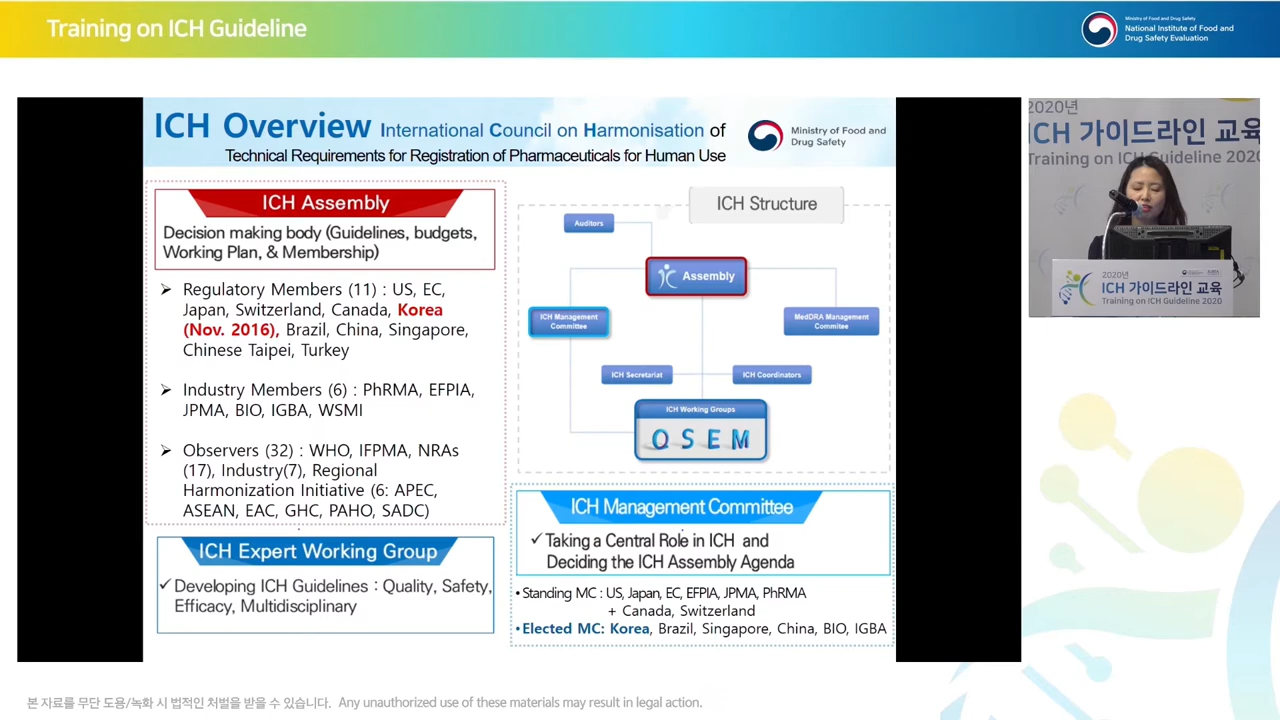 Training on ICH Guideline
Ministry of Food and Drug Safety
National Institute of Food and
Drug Safety Evaluation
ICH Overview International Council on Harmonisation of
Technical Requirements for Registration of Pharmaceuticals for Human Use
Ministry of Food and
Drug Safety
ICH Assembly
Decision making body (Guidelines, budgets,
Working Plan, & Membership)
➢ Regulatory Members (11) : US, EC,
Japan, Switzerland, Canada, Korea
(Nov. 2016), Brazil, China, Singapore,
Chinese Taipei, Turkey
➢ Industry Members (6) : PhRMA, EFPIA,
JPMA, BIO, IGBA, WSMI
➢ Observers (32) : WHO, IFPMA, NRAs
(17), Industry(7), Regional
Harmonization Initiative (6: APEC,
ASEAN, EAC, GHC, PAHO, SADC)
ICH Expert Working Group
✓ Developing ICH Guidelines : Quality, Safety,
Efficacy, Multidisciplinary
ICH Structure
Auditors
Assembly
ICH Management
Committee
MedDRA Management
Commitee
ICH Secretariat
ICH Coordinators
ICH Working Groups
Q S E M
ICH Management Committee
✓ Taking a Central Role in ICH and
Deciding the ICH Assembly Agenda
• Standing MC : US, Japan, EC, EFPIA, JPMA, PhRMA
+ Canada, Switzerland
• Elected MC: Korea, Brazil, Singapore, China, BIO, IGBA
2020년
ICH 가이드라인 교육
Training on ICH Guideline 2020
2020년
ICH 가이드라인 교육
Training on ICH Guideline 2020
본 자료를 무단 도용/녹화 시 법적인 처벌을 받을 수 있습니다. Any unauthorized use of these materials may result in legal action.